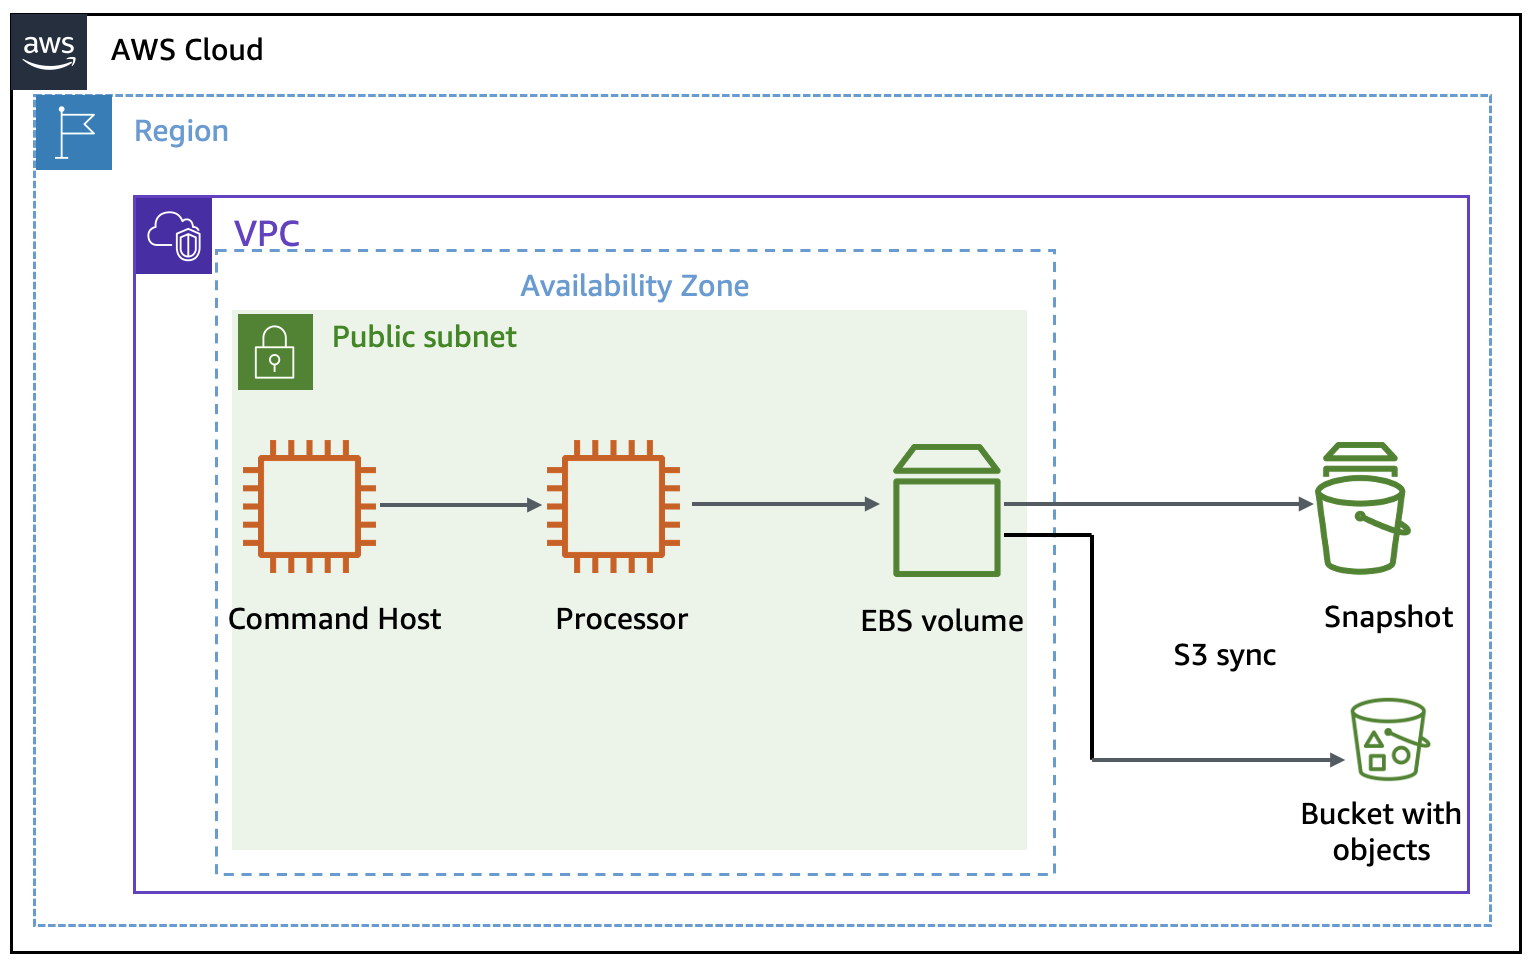 aws
AWS Cloud
Region
VPC
Availability Zone
Public subnet
Command Host
Processor
EBS volume
Snapshot
S3 sync
Bucket with
objects